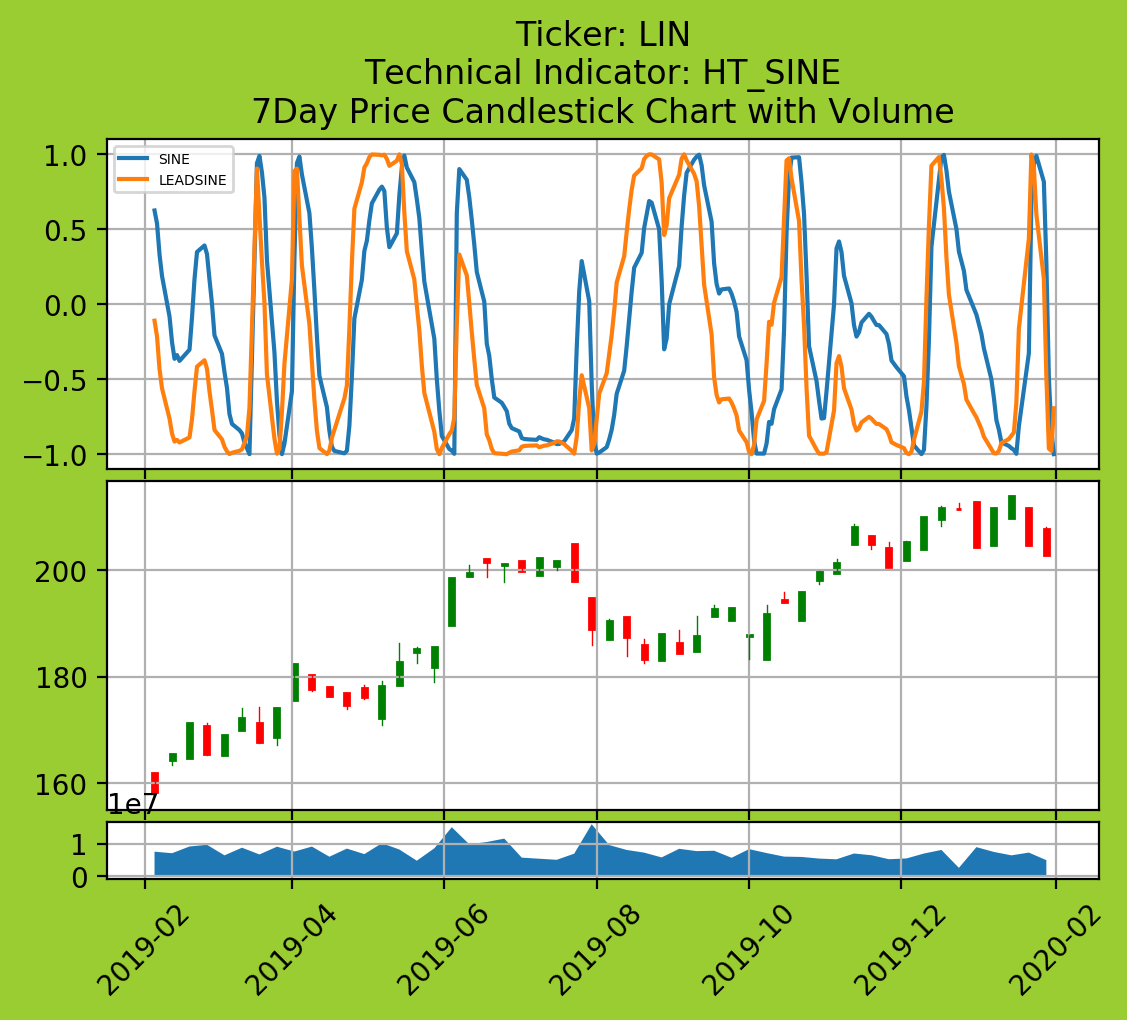 Ticker: LIN
Technical Indicator: HT_SINE
7Day Price Candlestick Chart with Volume
SINE
LEADSINE
1.0
0.5
0.0
−0.5
−1.0
200
180
160
1e7
1
0
2019-02
2019-04
2019-06
2019-08
2019-10
2019-12
2020-02